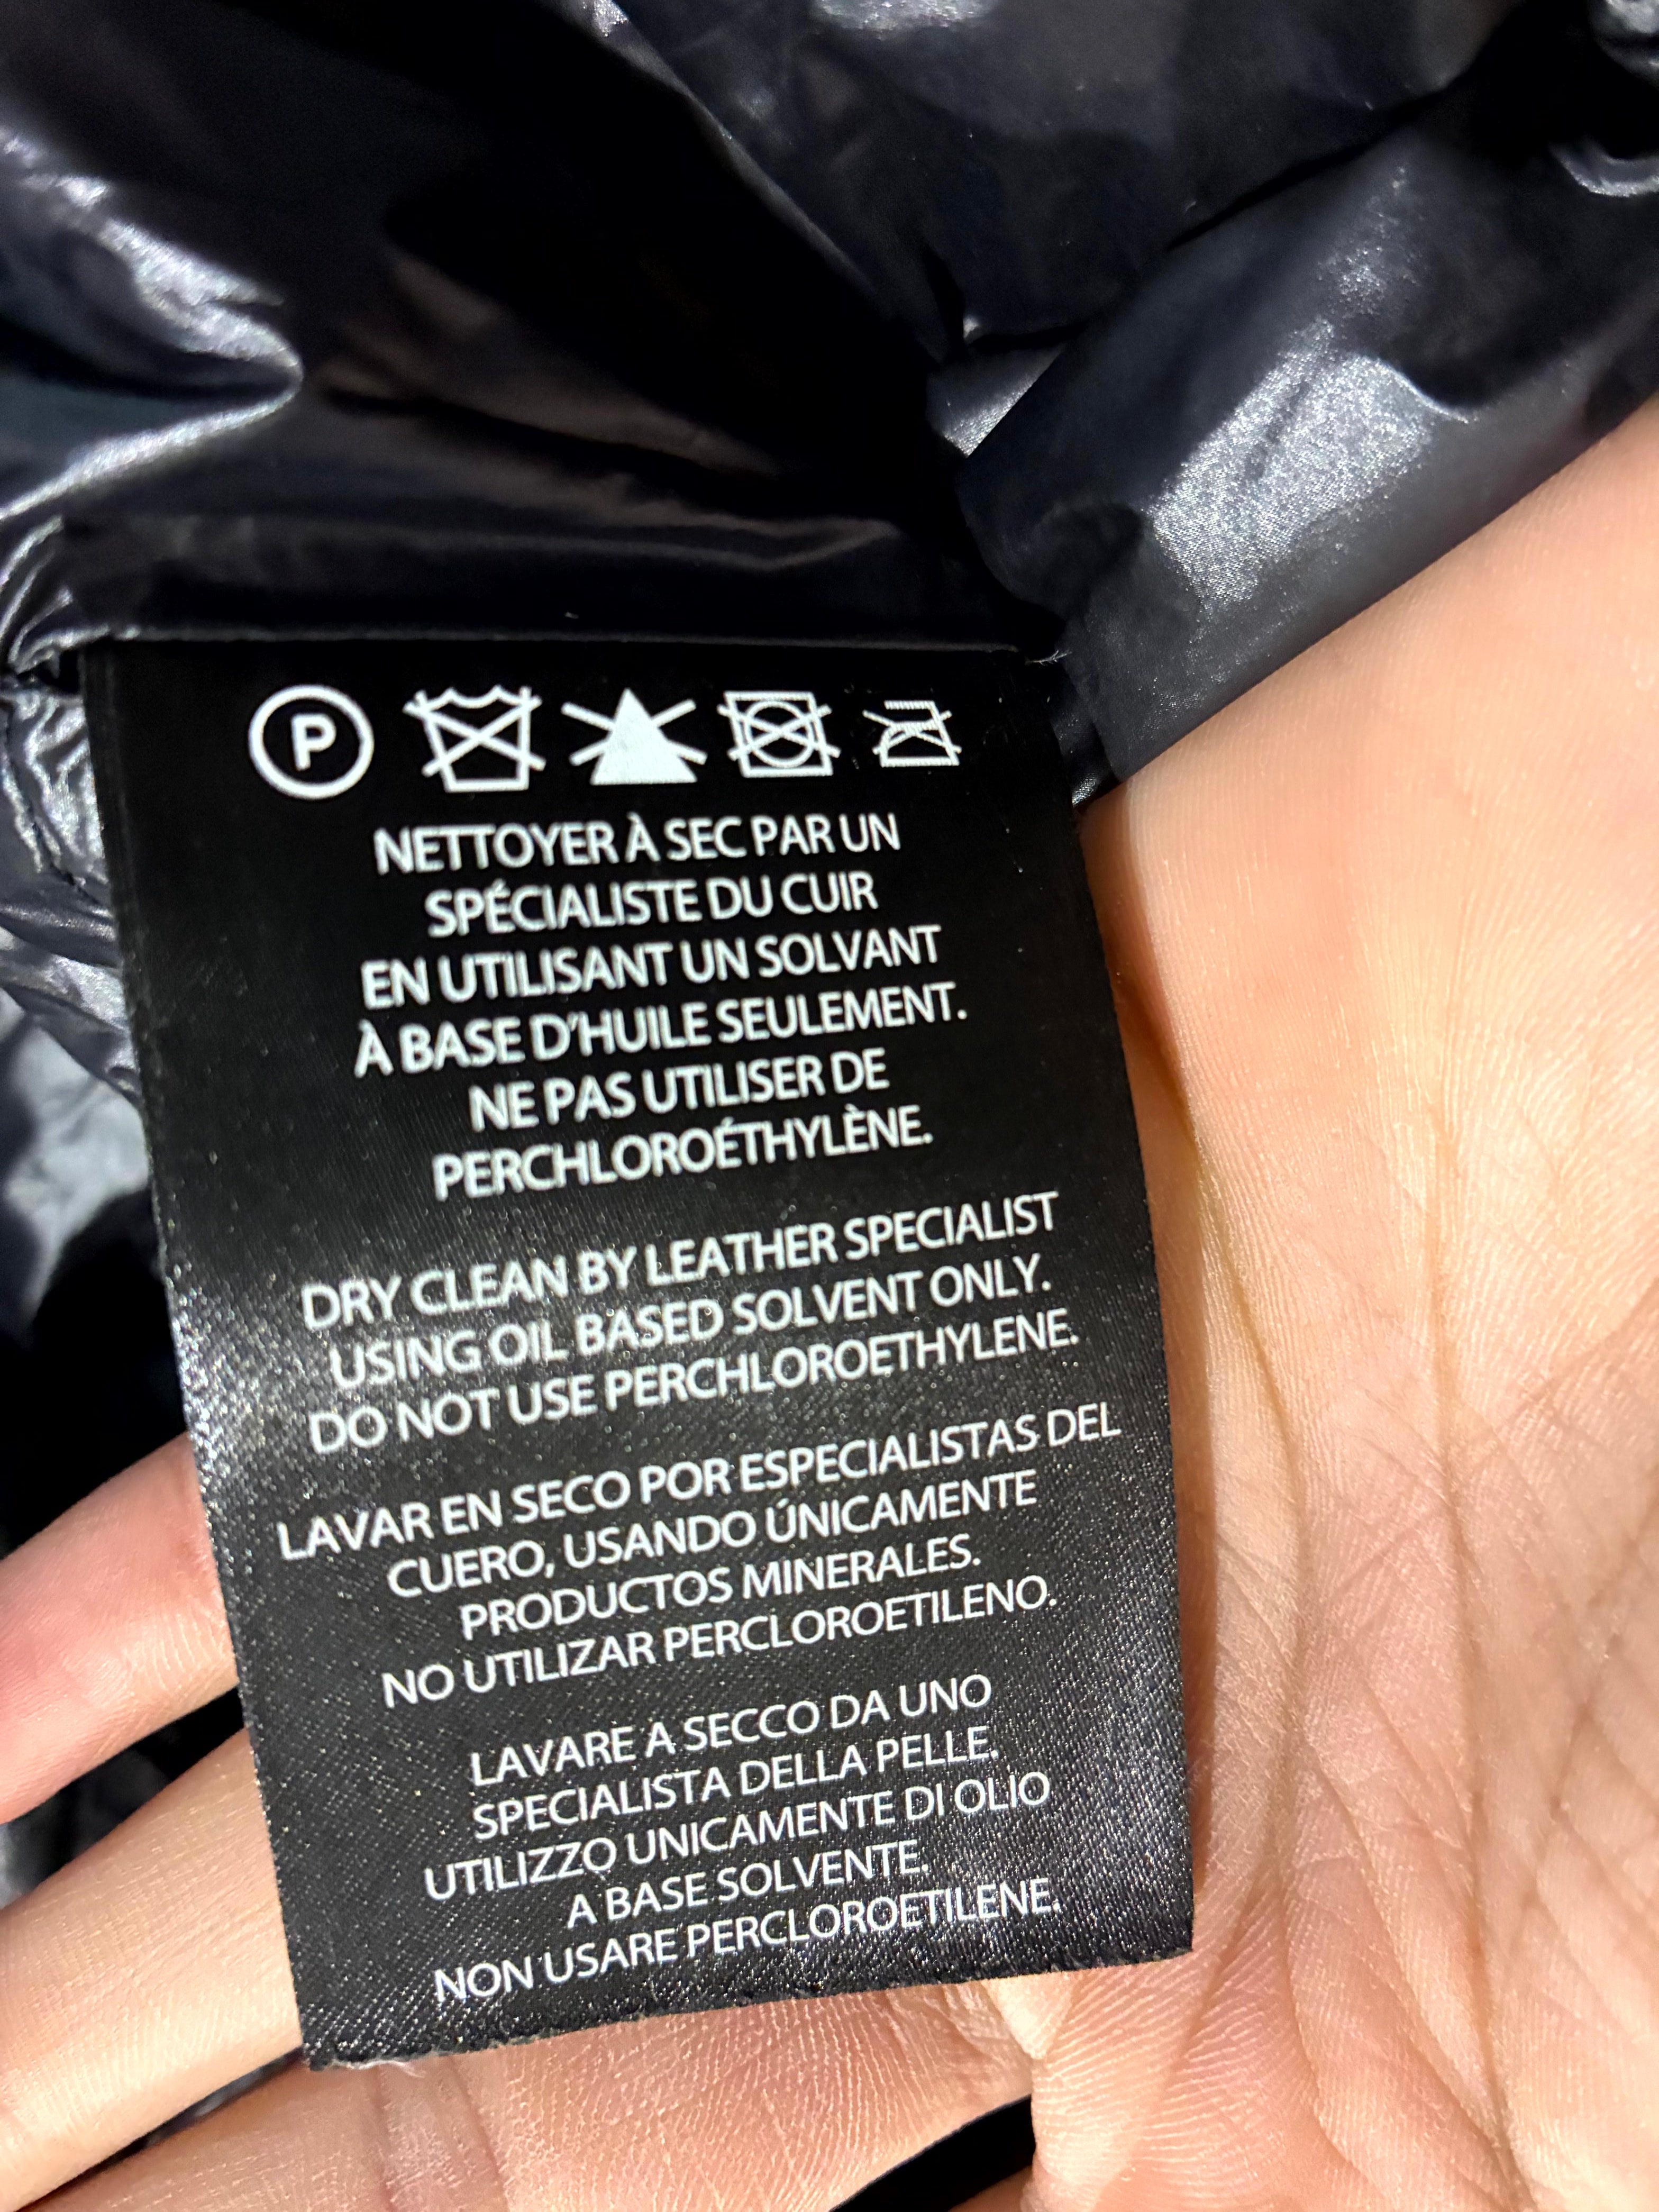 P
NETTOYER À SEC PAR UN
SPÉCIALISTE DU CUIR
EN UTILISANT UN SOLVANT
À BASE D'HUILE SEULEMENT.
NE PAS UTILISER DE
PERCHLOROÉTHYLÈNE.
DRY CLEAN BY LEATHER SPECIALIST
USING OIL BASED SOLVENT ONLY.
DO NOT USE PERCHLOROETHYLENE.
LAVAR EN SECO POR ESPECIALISTAS DEL
CUERO, USANDO ÚNICAMENTE
PRODUCTOS MINERALES.
NO UTILIZAR PERCLOROETILENO.
LAVARE A SECCO DA UNO
SPECIALISTA DELLA PELLE.
UTILIZZO UNICAMENTE DI OLIO
A BASE SOLVENTE.
NON USARE PERCLOROETILENE.